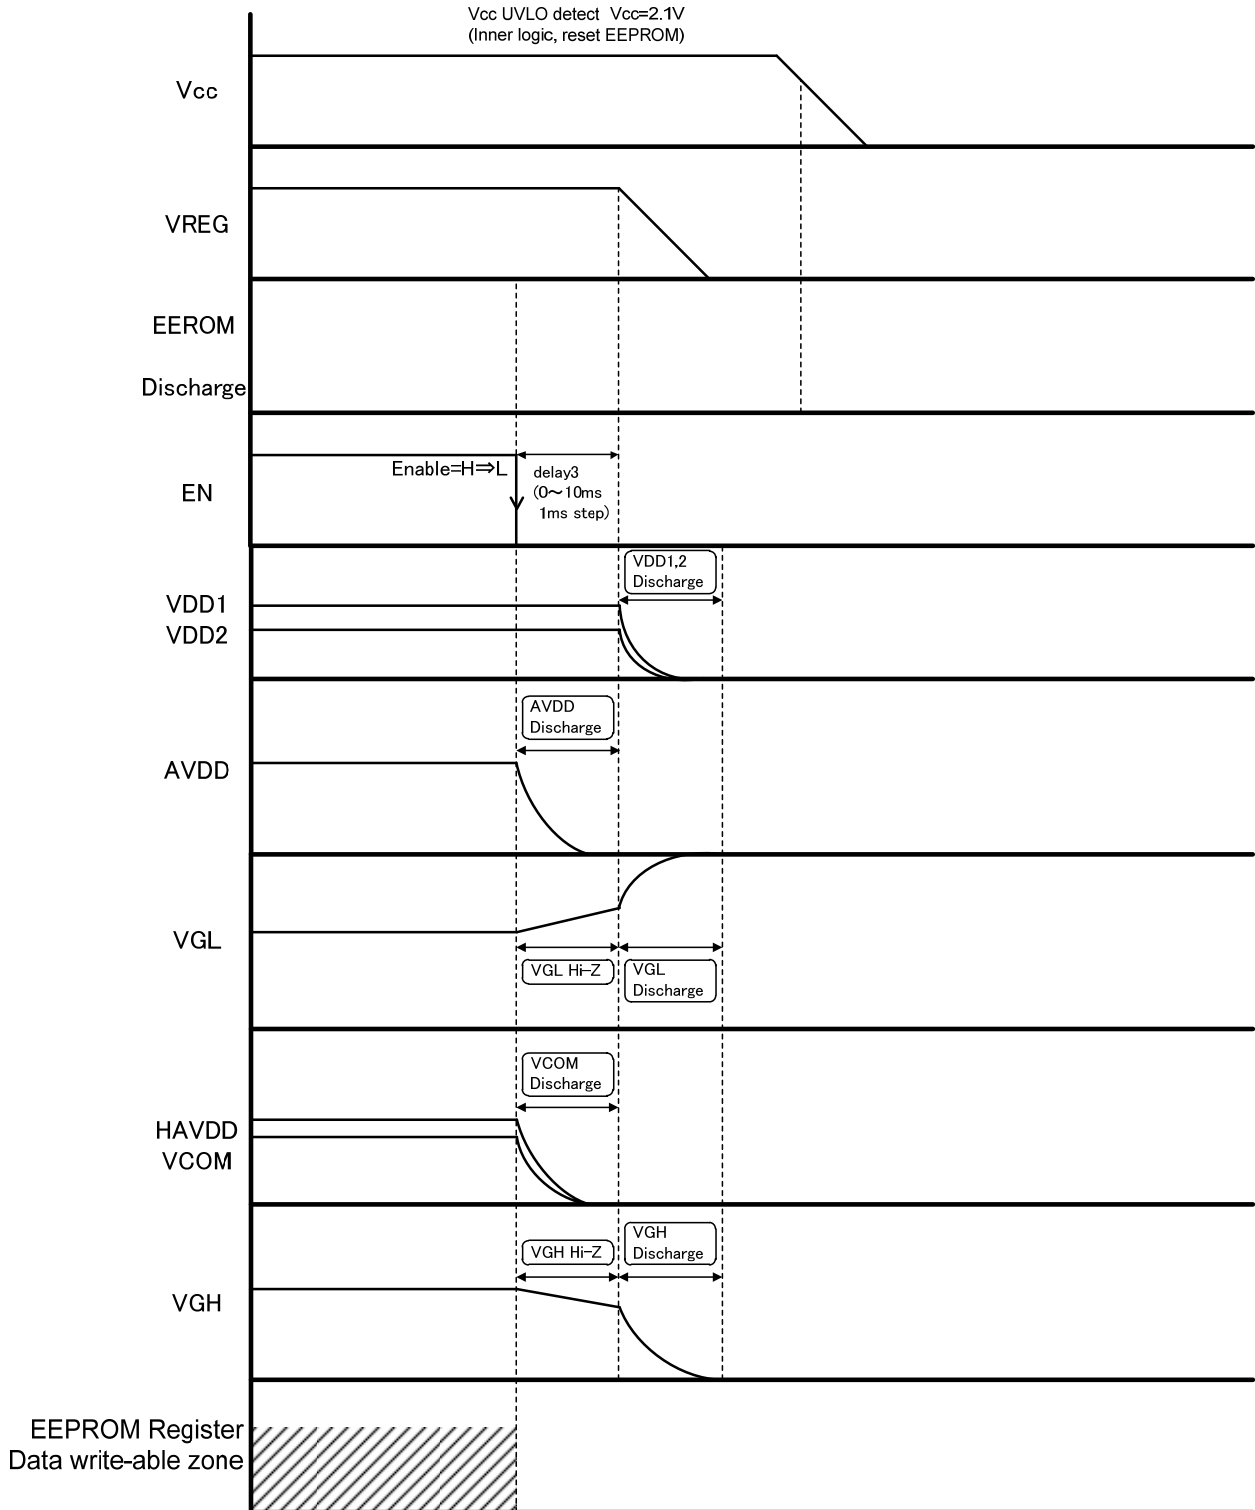 Vcc UVLO detect Vcc=2.1V
(Inner logic, reset EEPROM)
Vcc
VREG
EEROM
Discharge
EN
Enable=H⇒L
delay3
(0～10ms
1ms step)
VDD1,2
Discharge
VDD1
VDD2
AVDD
Discharge
AVDD
VGL
VGL Hi-Z
VGL
Discharge
VCOM
Discharge
HAVDD
VCOM
VGH Hi-Z
VGH
Discharge
VGH
EEPROM Register
Data write-able zone